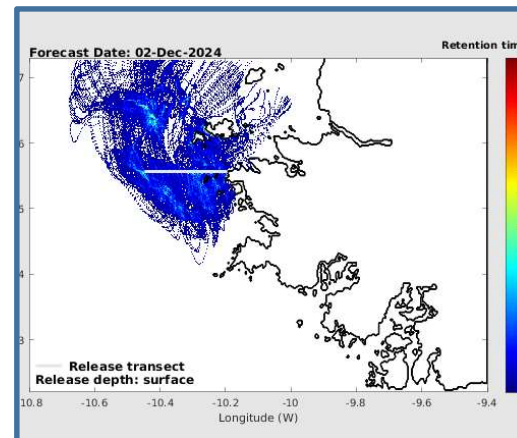 Forecast Date: 02-Dec-2024
Retention tim
7
6
5
4
3
Release transect
Release depth: surface
10.8 -10.6 -10.4 -10.2 -10 -9.8 -9.6 -9.4
Longitude (W)